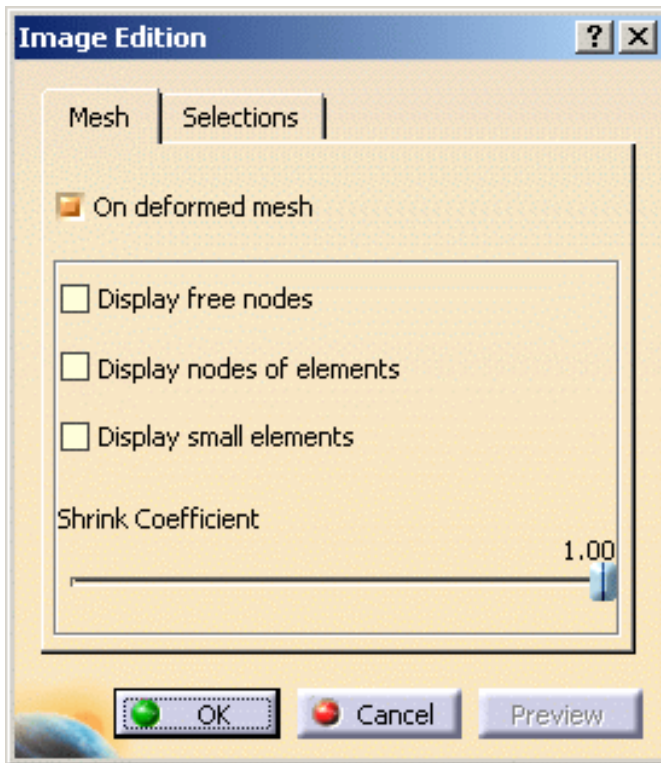 Image Edition ? X
Mesh Selections
On deformed mesh
Display free nodes
Display nodes of elements
Display small elements
Shrink Coefficient
1.00
OK Cancel Preview